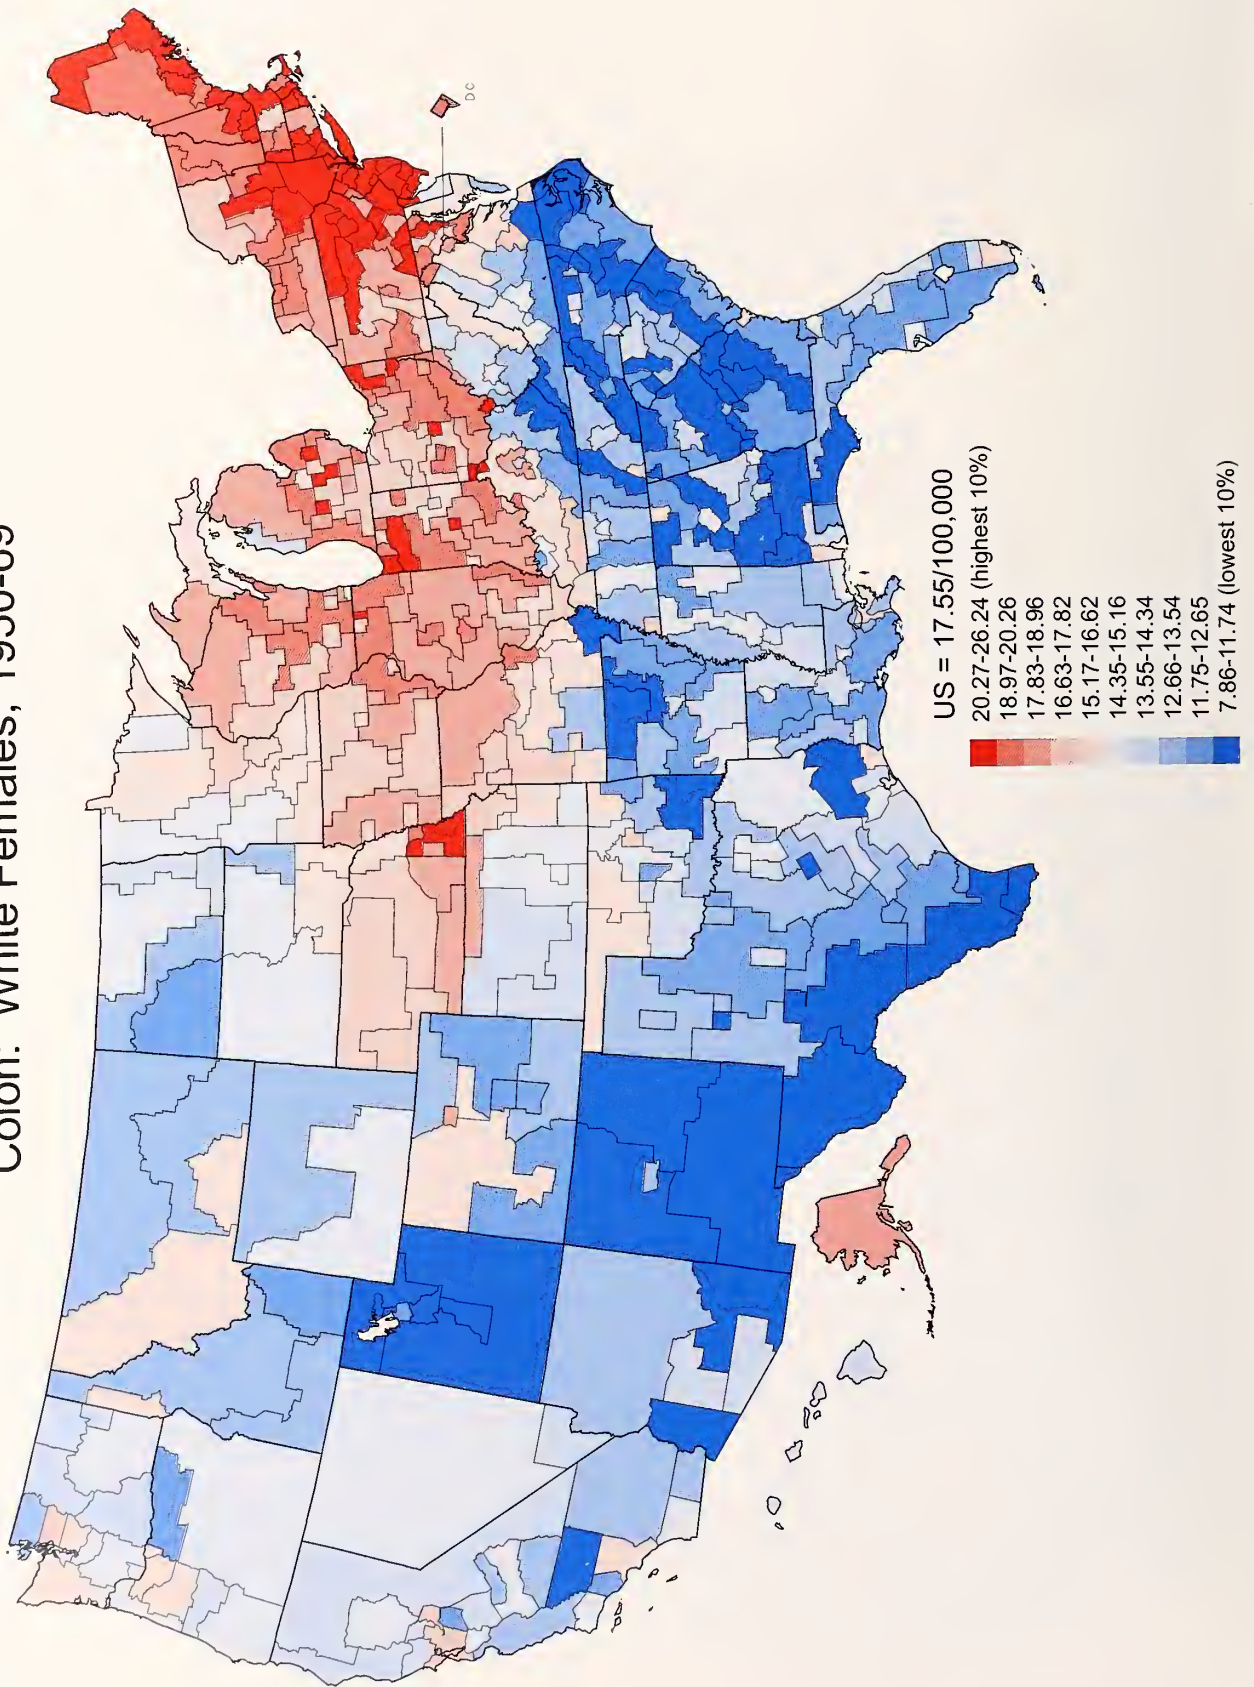 Colon: White Females, 1950-69
DC
US = 17.55/100,000
20.277-26.24 (highest 10%)
18.97-20.26
17.83-18.96
16.63-17.82
15.17-16.62
14.35-15.16
13.55-14.34
12.66-13.54
11.75-12.65
7.86-11.74 (lowest 10%)